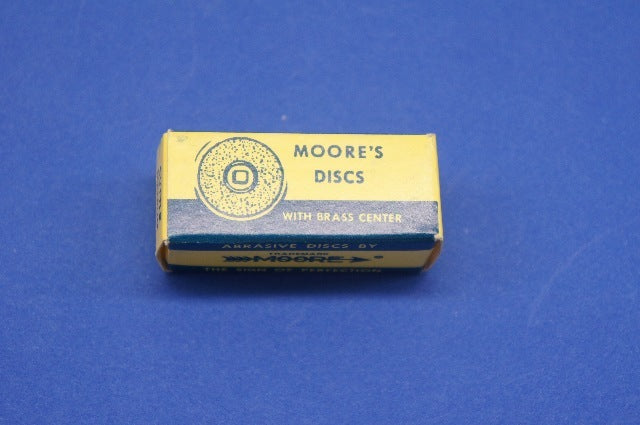 MOORE'S
DISCS
WITH BRASS CENTER
ABRASIVE DISCS BY
TRADEMARK
MOORE ®
THE SIGN OF PERFECTION